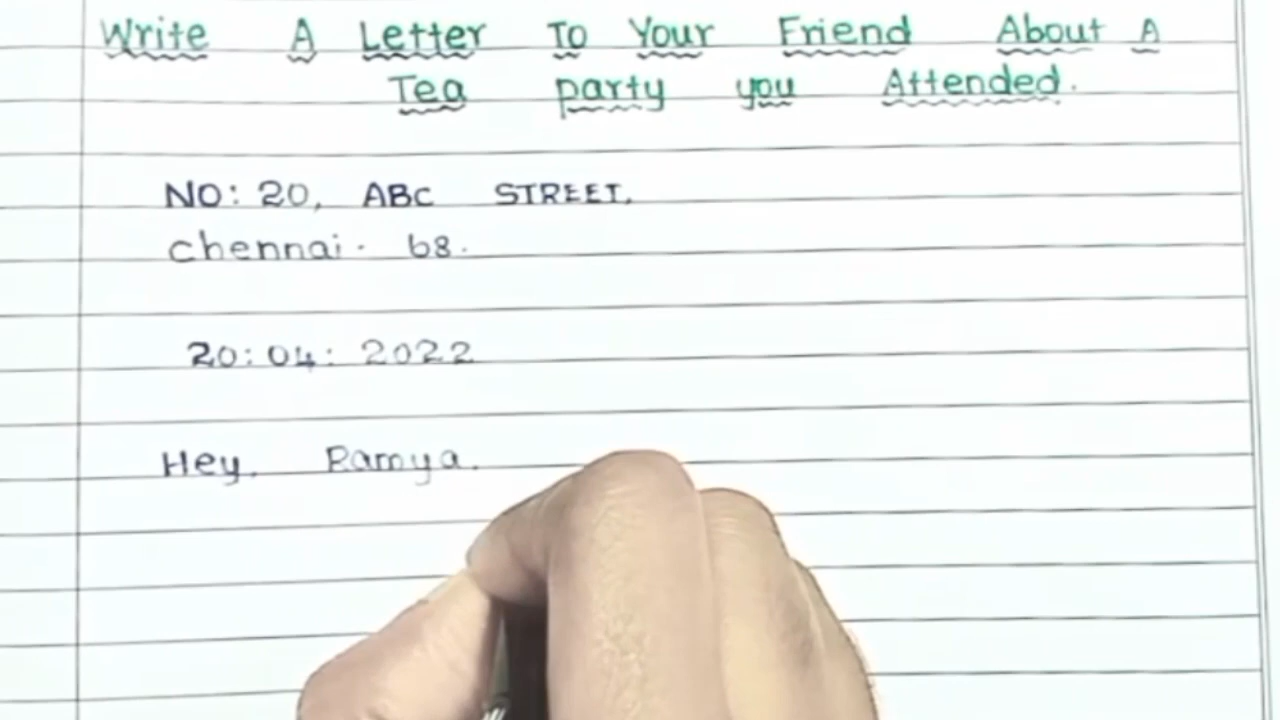 Write A Letter To Your Friend About A
Tea party you Attended.
NO: 20, ABC STREET.
Chennai. 68.
20:04: 2022
Hey, Ramya.